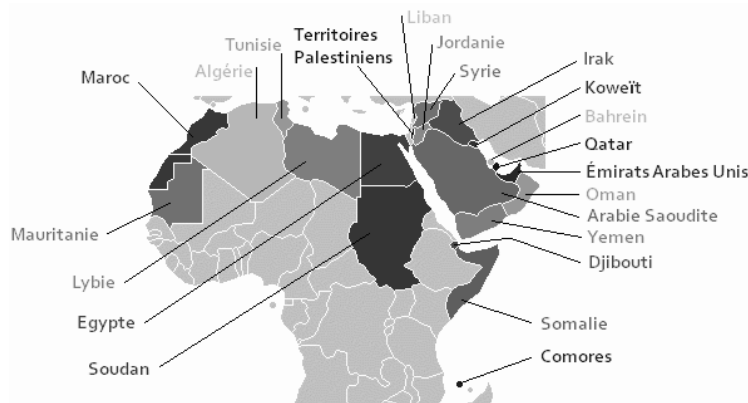 Liban
Territoires
Palestiniens
Tunisie
Jordanie
Algérie
Syrie
Maroc
Irak
Koweït
Bahrein
Qatar
Émirats Arabes Unis
Oman
Arabie Saoudite
Mauritanie
Yemen
Djibouti
Lybie
Egypte
Somalie
Soudan
Comores